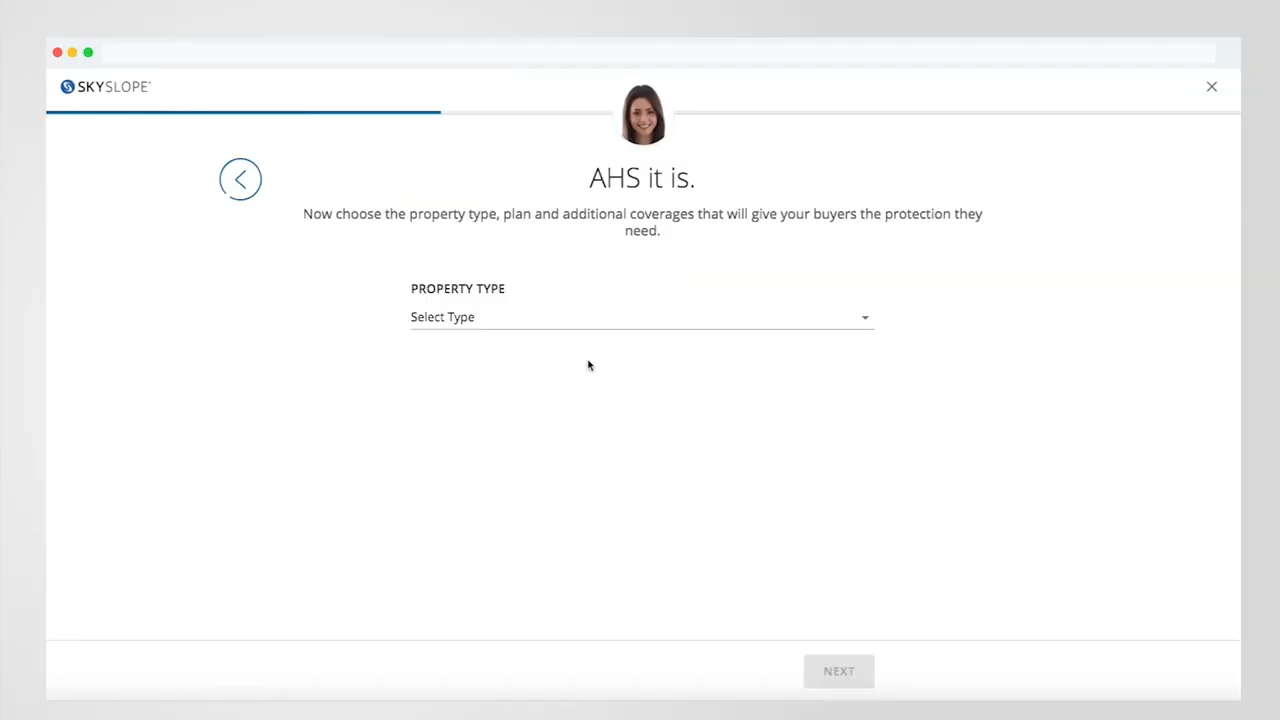 SKYSLOPE
AHS it is.
Now choose the property type, plan and additional coverages that will give your buyers the protection they
need.
PROPERTY TYPE
Select Type
NEXT